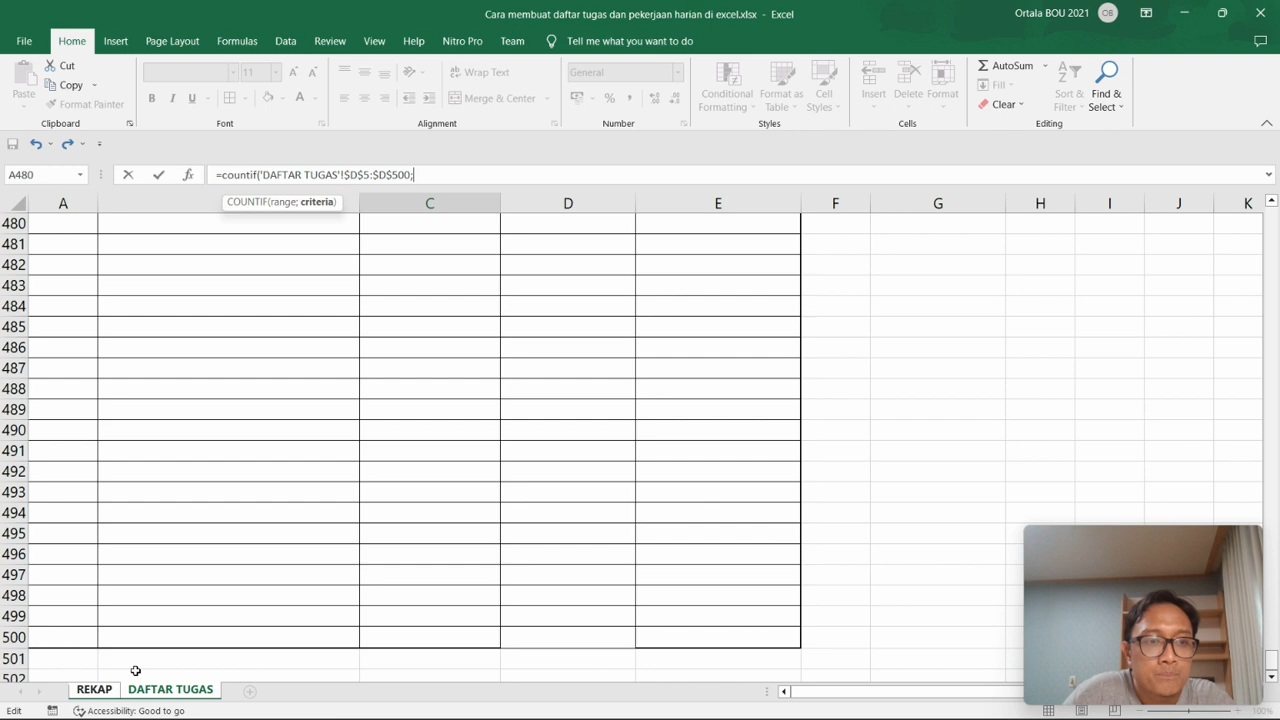 Cara membuat daftar tugas dan pekerjaan harian di excel.xlsx - Excel
Ortala BOU 2021
OB
File Home Insert Page Layout Formulas Data Review View Help Nitro Pro Team Tell me what you want to do
Paste
Cut
Copy
Format Painter
Clipboard
11
B I U
Font
Wrap Text
Merge & Center
Alignment
General
Number
Conditional Formatting
Format as Table
Cell Styles
Styles
Insert
Delete
Format
Cells
AutoSum
Fill
Clear
Sort & Filter
Find & Select
Editing
A480
fx
=countif('DAFTAR TUGAS'!$D$5:$D$500;
COUNTIF(range; criteria)
A C D E F G H I J K
480
481
482
483
484
485
486
487
488
489
490
491
492
493
494
495
496
497
498
499
500
501
502
REKAP DAFTAR TUGAS
Edit
Accessibility: Good to go
100%